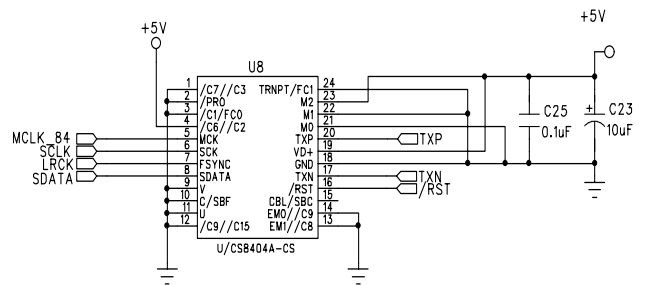 +5V
+5V
U8
1 /C7//C3 TRNPT/FC1 24
2 /PRO M2 23
3 /C1/FC0 M1 22
4 /C6//C2 M0 21
MCLK_84 5 MCK TXP 20 TXP
SCLK 6 SCK VD+ 19
LRCK 7 FSYNC GND 18
SDATA 8 SDATA TXN 17 TXN
9 V /RST 16 /RST
10 C/SBF CBL/SBC 15
11 U EM0//C9 14
12 /C9//C15 EM1//C8 13
U/CS8404A-CS
C25
0.1uF
+ C23
10uF